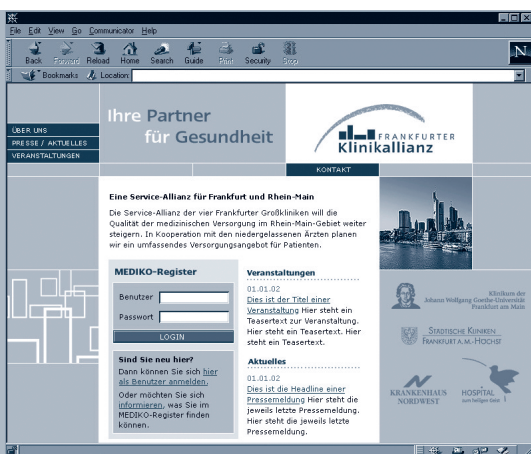 File Edit View Go Communicator Help
Back Forward Reload Home Search Guide Print Security Stop
N
Bookmarks Location:
Ihre Partner
für Gesundheit
FRANKFURTER
Klinikallianz
ÜBER UNS
PRESSE / AKTUELLES
VERANSTALTUNGEN
KONTAKT
Eine Service-Allianz für Frankfurt und Rhein-Main
Die Service-Allianz der vier Frankfurter Großkliniken will die
Qualität der medizinischen Versorgung im Rhein-Main-Gebiet weiter
steigern. In Kooperation mit den niedergelassenen Ärzten planen
wir ein umfassendes Versorgungsangebot für Patienten.
MEDIKO-Register
Benutzer
Passwort
LOGIN
Sind Sie neu hier?
Dann können Sie sich hier
als Benutzer anmelden.
Oder möchten Sie sich
informieren, was Sie im
MEDIKO-Register finden
können.
Veranstaltungen
01.01.02
Dies ist der Titel einer
Veranstaltung Hier steht ein
Teasertext zur Veranstaltung.
Hier steht ein Teasertext. Hier
steht ein Teasertext.
Aktuelles
01.01.02
Dies ist die Headline einer
Pressemeldung Hier steht die
jeweils letzte Pressemeldung.
Hier steht die jeweils letzte
Pressemeldung.
Klinikum der
Johann Wolfgang Goethe-Universität
Frankfurt am Main
STÄDTISCHE KLINIKEN
FRANKFURT A.M.-HÖCHST
KRANKENHAUS
NORDWEST
HOSPITAL
zum heiligen Geist